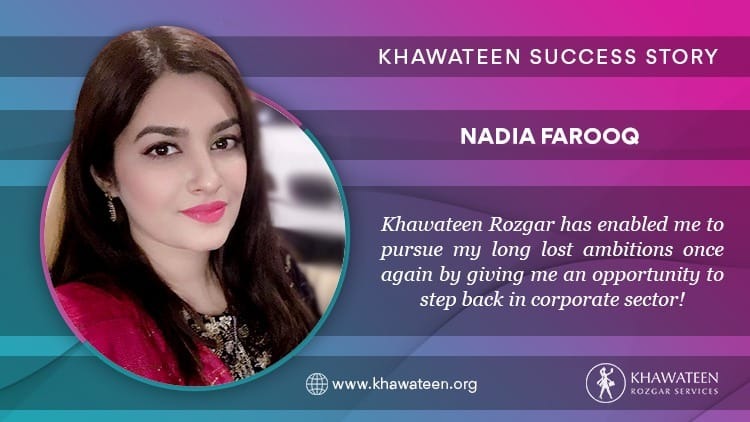 KHAWATEEN SUCCESS STORY
NADIA FAROOQ
Khawateen Rozgar has enabled me to
pursue my long lost ambitions once
again by giving me an opportunity to
step back in corporate sector!
www.khawateen.org
KHAWATEEN
ROZGAR SERVICES